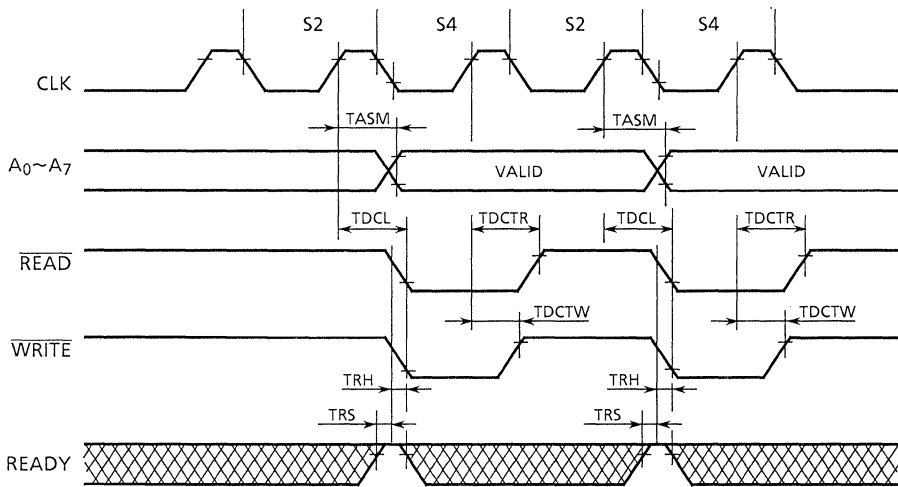 S2 S4 S2 S4
CLK
TASM TASM
A0~A7 VALID VALID
TDCL TDCTR TDCL TDCTR
READ
TDCTW TDCTW
WRITE
TRH TRH
TRS TRS
READY